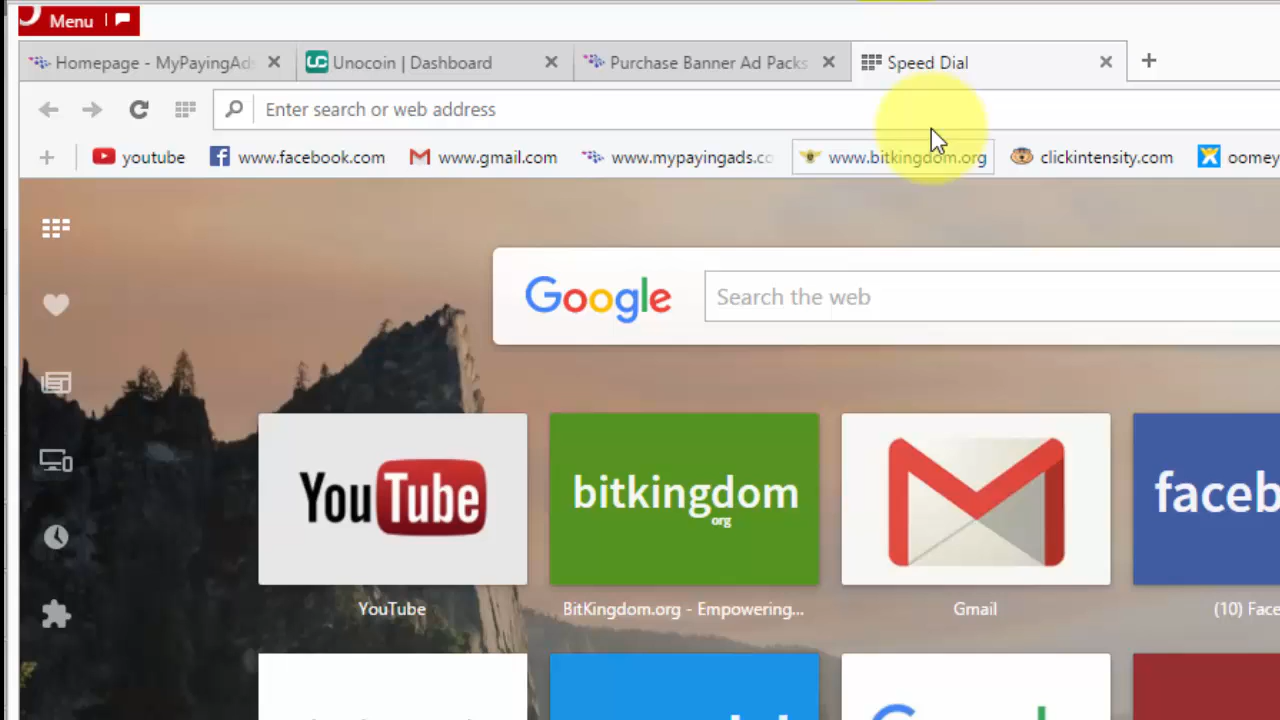 Menu
Homepage - MyPayingAds
Unocoin | Dashboard
Purchase Banner Ad Packs
Speed Dial
Enter search or web address
youtube
www.facebook.com
www.gmail.com
www.mypayingads.co
www.bitkingdom.org
clickintensity.com
oomey
Google
Search the web
YouTube
bitkingdom
org
faceb
YouTube
BitKingdom.org - Empowering...
Gmail
(10) Face